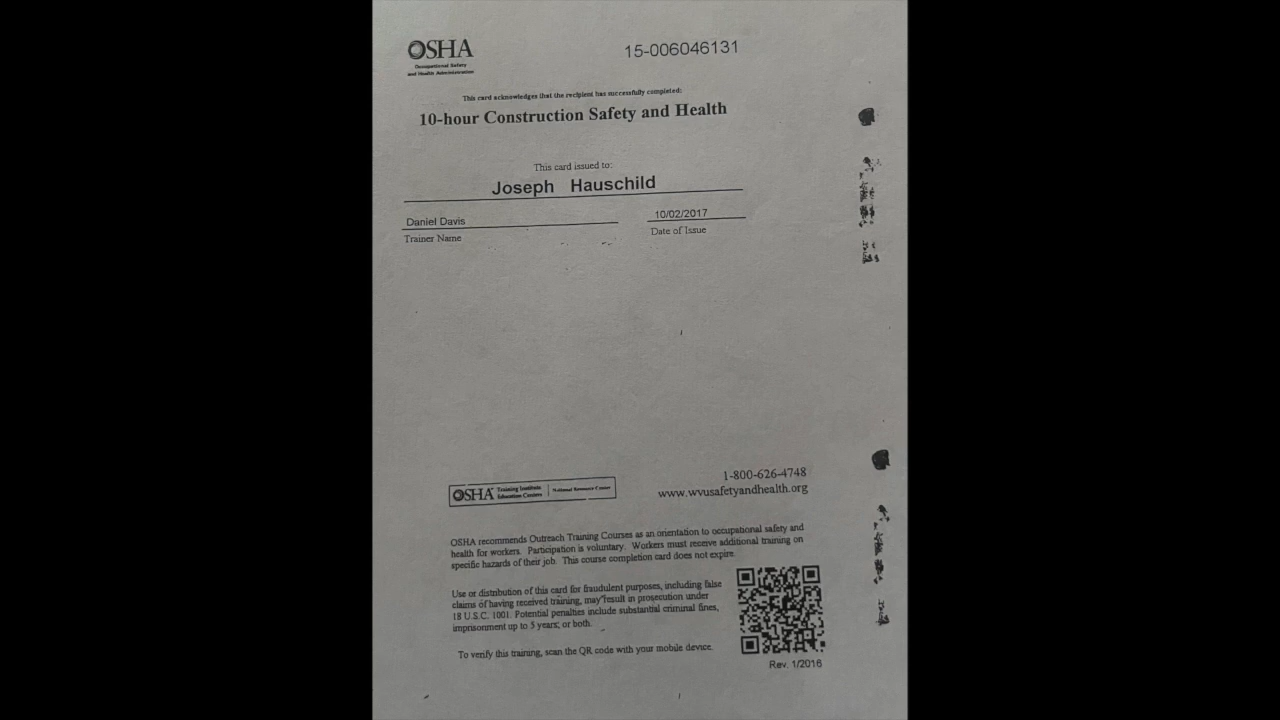 OSHA
Occupational Safety
and Health Administration
15-006046131
This card acknowledges that the recipient has successfully completed:
10-hour Construction Safety and Health
This card issued to:
Joseph Hauschild
Daniel Davis
10/02/2017
Trainer Name
Date of Issue
1-800-626-4748
www.wvusafetyandhealth.org
OSHA
Training Institute
Education Centers
National Resource Center
OSHA recommends Outreach Training Courses as an orientation to occupational safety and
health for workers. Participation is voluntary. Workers must receive additional training on
specific hazards of their job. This course completion card does not expire.
Use or distribution of this card for fraudulent purposes, including false
claims of having received training, may result in prosecution under
18 U.S.C. 1001. Potential penalties include substantial criminal fines,
imprisonment up to 5 years, or both.
To verify this training, scan the QR code with your mobile device.
Rev. 1/2016